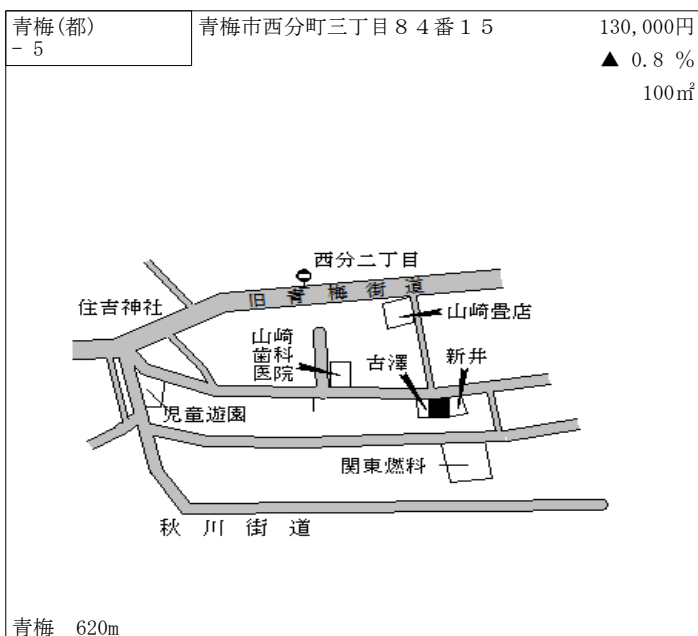 青梅(都)
- 5
青梅市西分町三丁目８４番１５
130,000円
▲ 0.8 %
100㎡
西分二丁目
旧青梅街道
住吉神社
山崎畳店
山崎
歯科
医院
古澤
新井
児童遊園
関東燃料
秋川街道
青梅 620m